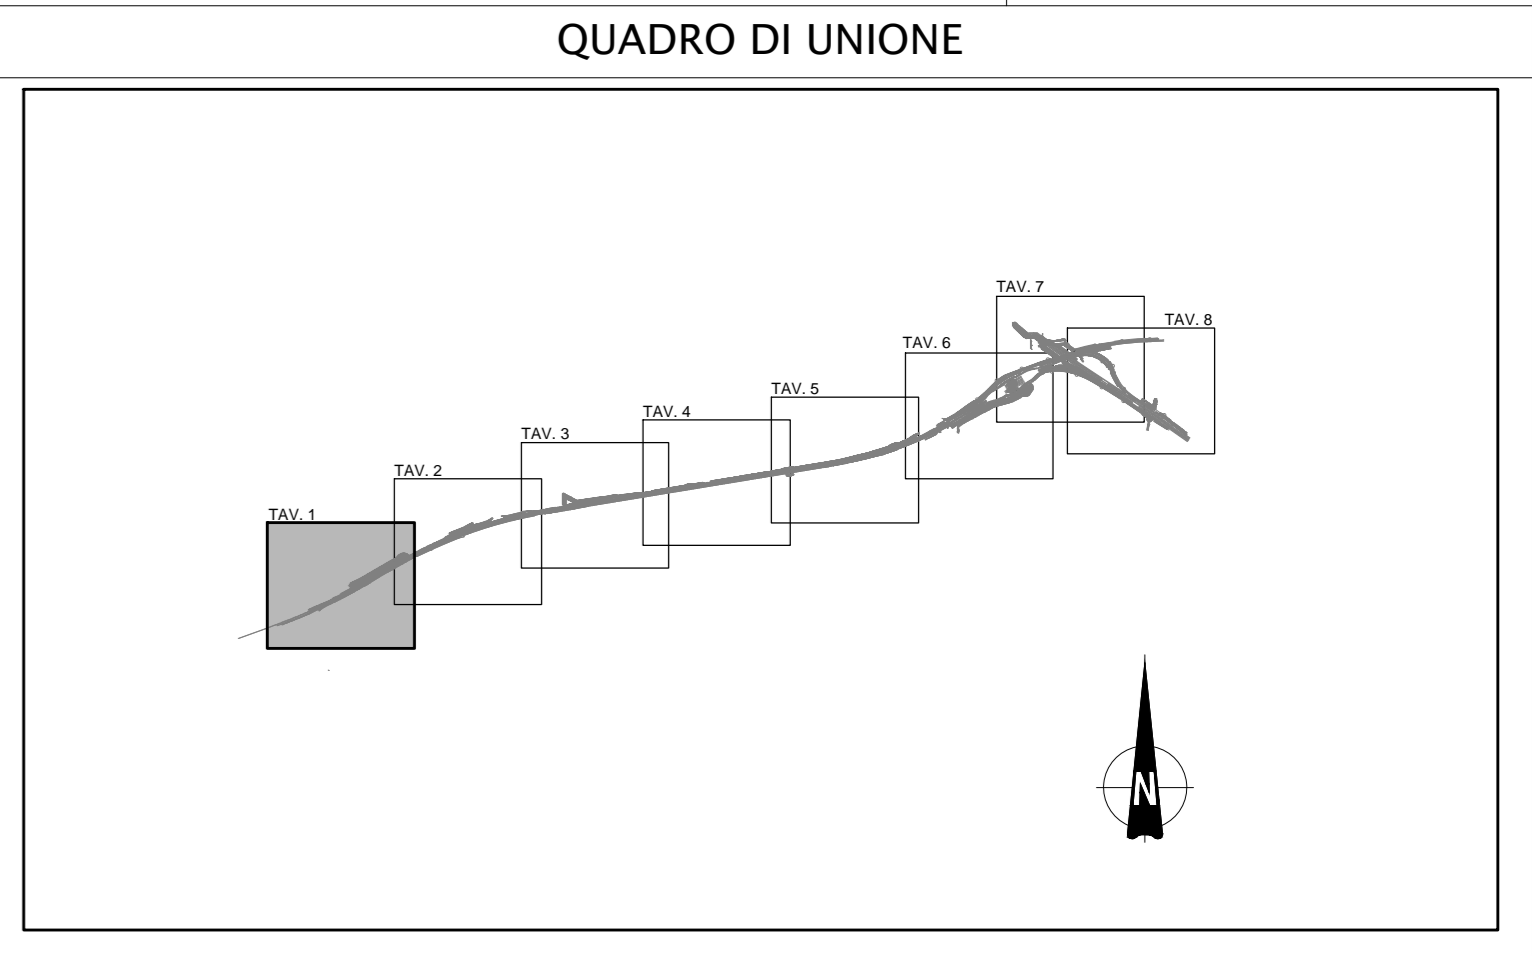 QUADRO DI UNIONE
TAV. 7
TAV. 8
TAV. 6
TAV. 5
TAV. 4
TAV. 3
TAV. 2
TAV. 1
N